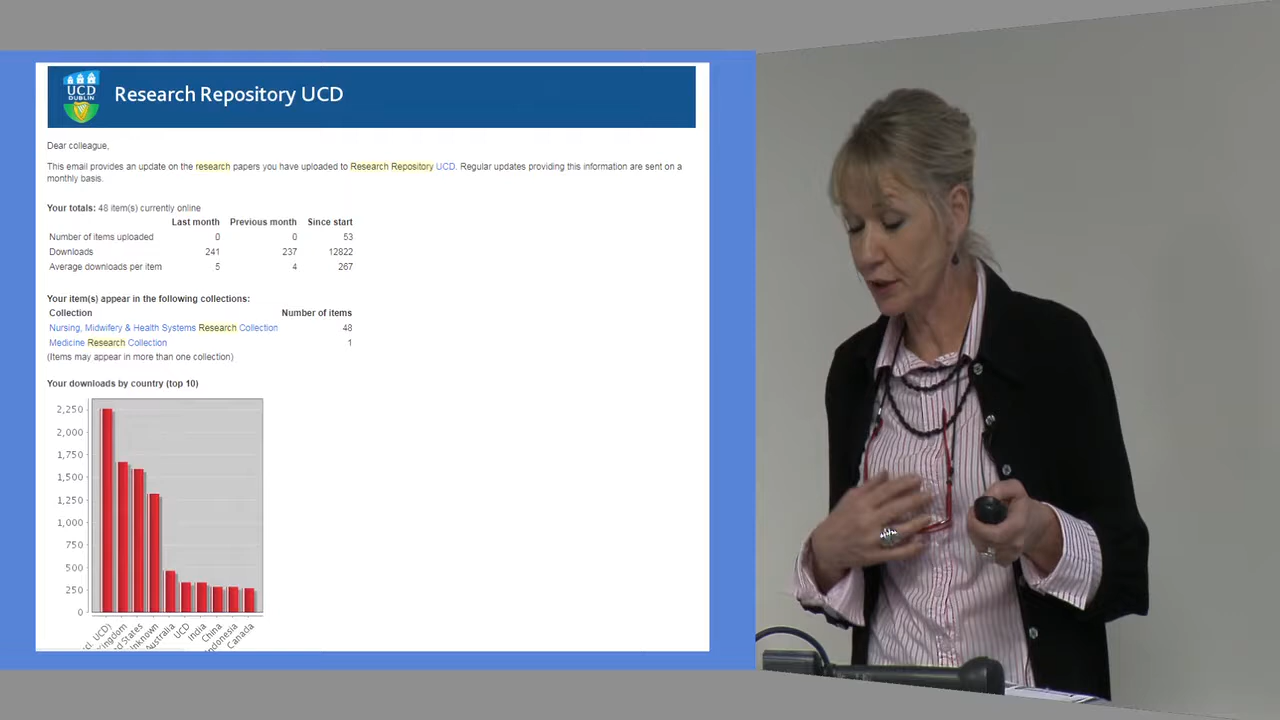 UCD
DUBLIN
Research Repository UCD
Dear colleague,
This email provides an update on the research papers you have uploaded to Research Repository UCD. Regular updates providing this information are sent on a
monthly basis.
Your totals: 48 item(s) currently online
Last month Previous month Since start
Number of items uploaded 0 0 53
Downloads 241 237 12822
Average downloads per item 5 4 267
Your item(s) appear in the following collections:
Collection Number of items
Nursing, Midwifery & Health Systems Research Collection 48
Medicine Research Collection 1
(Items may appear in more than one collection)
Your downloads by country (top 10)
2,250
2,000
1,750
1,500
1,250
1,000
750
500
250
0
UCD)
Australia
UCD
India
China
Canada